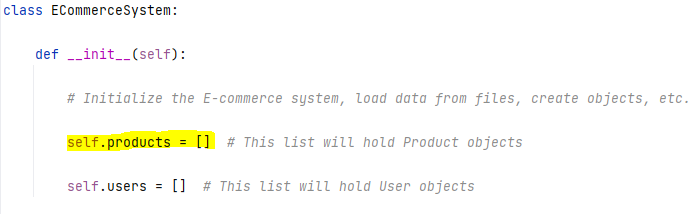 class ECommerceSystem:
def __init__(self):
# Initialize the E-commerce system, load data from files, create objects, etc.
self.products = []  # This list will hold Product objects
self.users = []  # This list will hold User objects